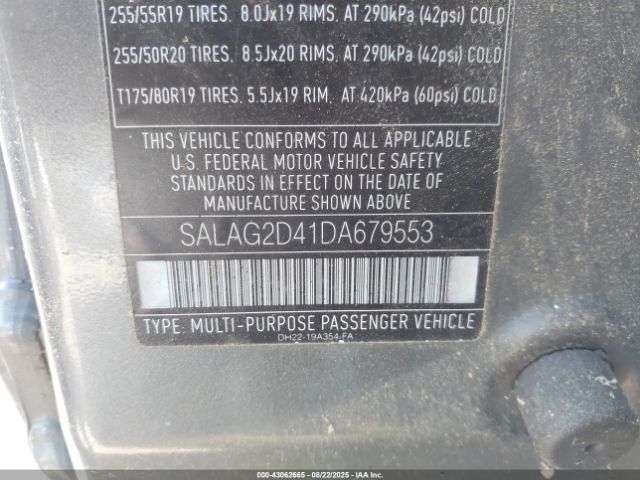 255/55R19 TIRES. 8.0Jx19 RIMS. AT 290kPa (42psi) COLD
255/50R20 TIRES. 8.5Jx20 RIMS. AT 290kPa (42psi) COLD
T175/80R19 TIRES. 5.5Jx19 RIM. AT 420kPa (60psi) COLD
THIS VEHICLE CONFORMS TO ALL APPLICABLE
U.S. FEDERAL MOTOR VEHICLE SAFETY
STANDARDS IN EFFECT ON THE DATE OF
MANUFACTURE SHOWN ABOVE
SALAG2D41DA679553
TYPE: MULTI-PURPOSE PASSENGER VEHICLE
DH22-19A354-FA
000-43062665 - 08/22/2025 - IAAI.COM